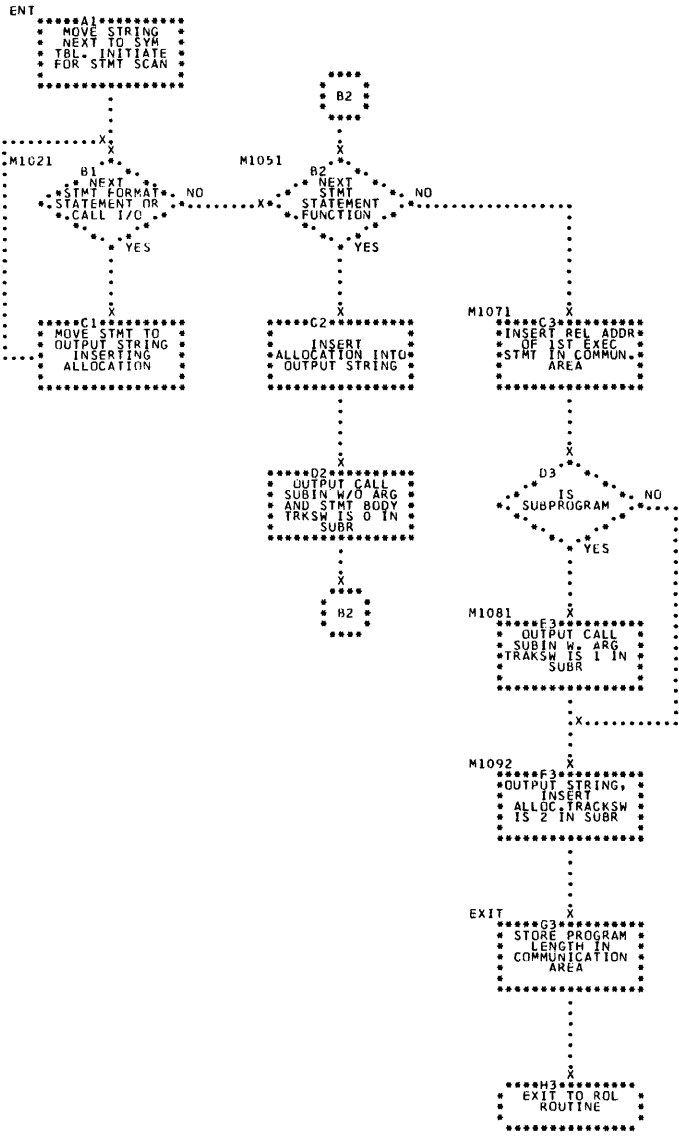 ENT
A1
MOVE STRING
NEXT TO SYM
TBL. INITIATE
FOR STMT SCAN
B2
M1021
B1
NEXT
STMT FORMAT
STATEMENT OR
CALL I/O
NO
YES
M1051
B2
NEXT
STMT
STATEMENT
FUNCTION
NO
YES
C1
MOVE STMT TO
OUTPUT STRING
INSERTING
ALLOCATION
C2
INSERT
ALLOCATION INTO
OUTPUT STRING
M1071
C3
INSERT REL ADDR
OF 1ST EXEC
STMT IN COMMUN.
AREA
D2
OUTPUT CALL
SUBIN W/O ARG
AND STMT BODY
TRKSW IS 0 IN
SUBR
D3
IS
SUBPROGRAM
NO
YES
B2
M1081
E3
OUTPUT CALL
SUBIN W. ARG
TRAKSW IS 1 IN
SUBR
M1092
F3
OUTPUT STRING,
INSERT
ALLOC.TRACKSW
IS 2 IN SUBR
EXIT
G3
STORE PROGRAM
LENGTH IN
COMMUNICATION
AREA
H3
EXIT TO ROL
ROUTINE